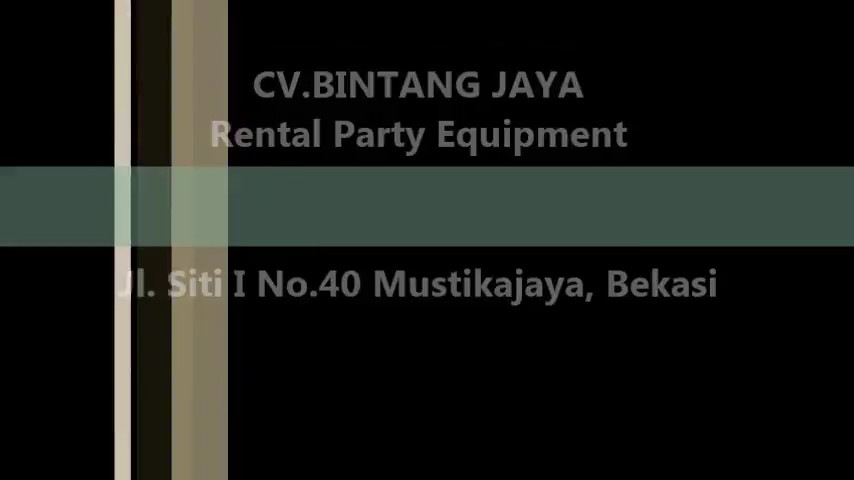 CV.BINTANG JAYA
Rental Party Equipment
Jl. Siti I No.40 Mustikajaya, Bekasi